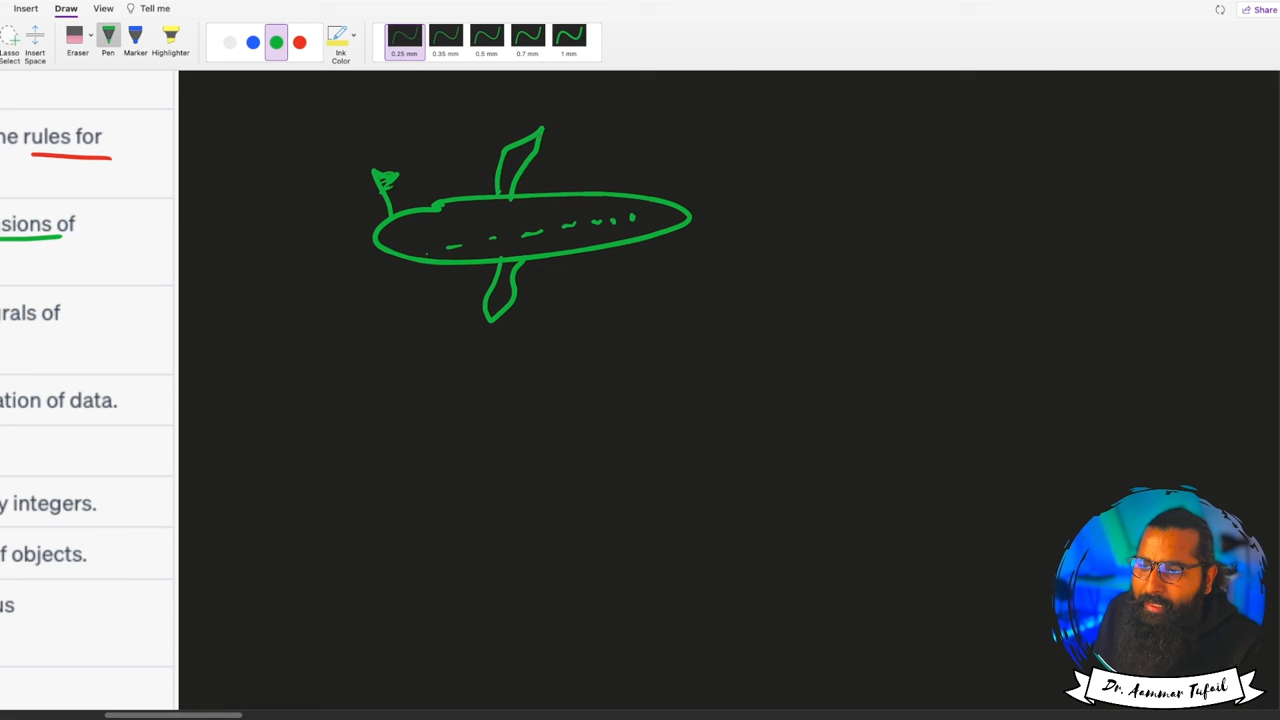 Insert Draw View Tell me
Share
Lasso Select
Insert Space
Eraser
Pen
Marker
Highlighter
Ink Color
0.25 mm
0.35 mm
0.5 mm
0.7 mm
1 mm
ne rules for
sions of
rals of
ation of data.
y integers.
f objects.
us
Dr. Aammar Tufail